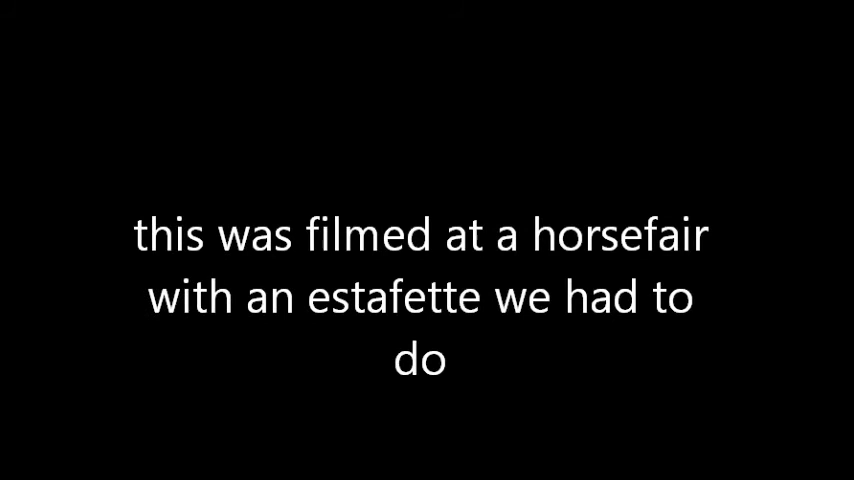 this was filmed at a horsefair
with an estafette we had to
do